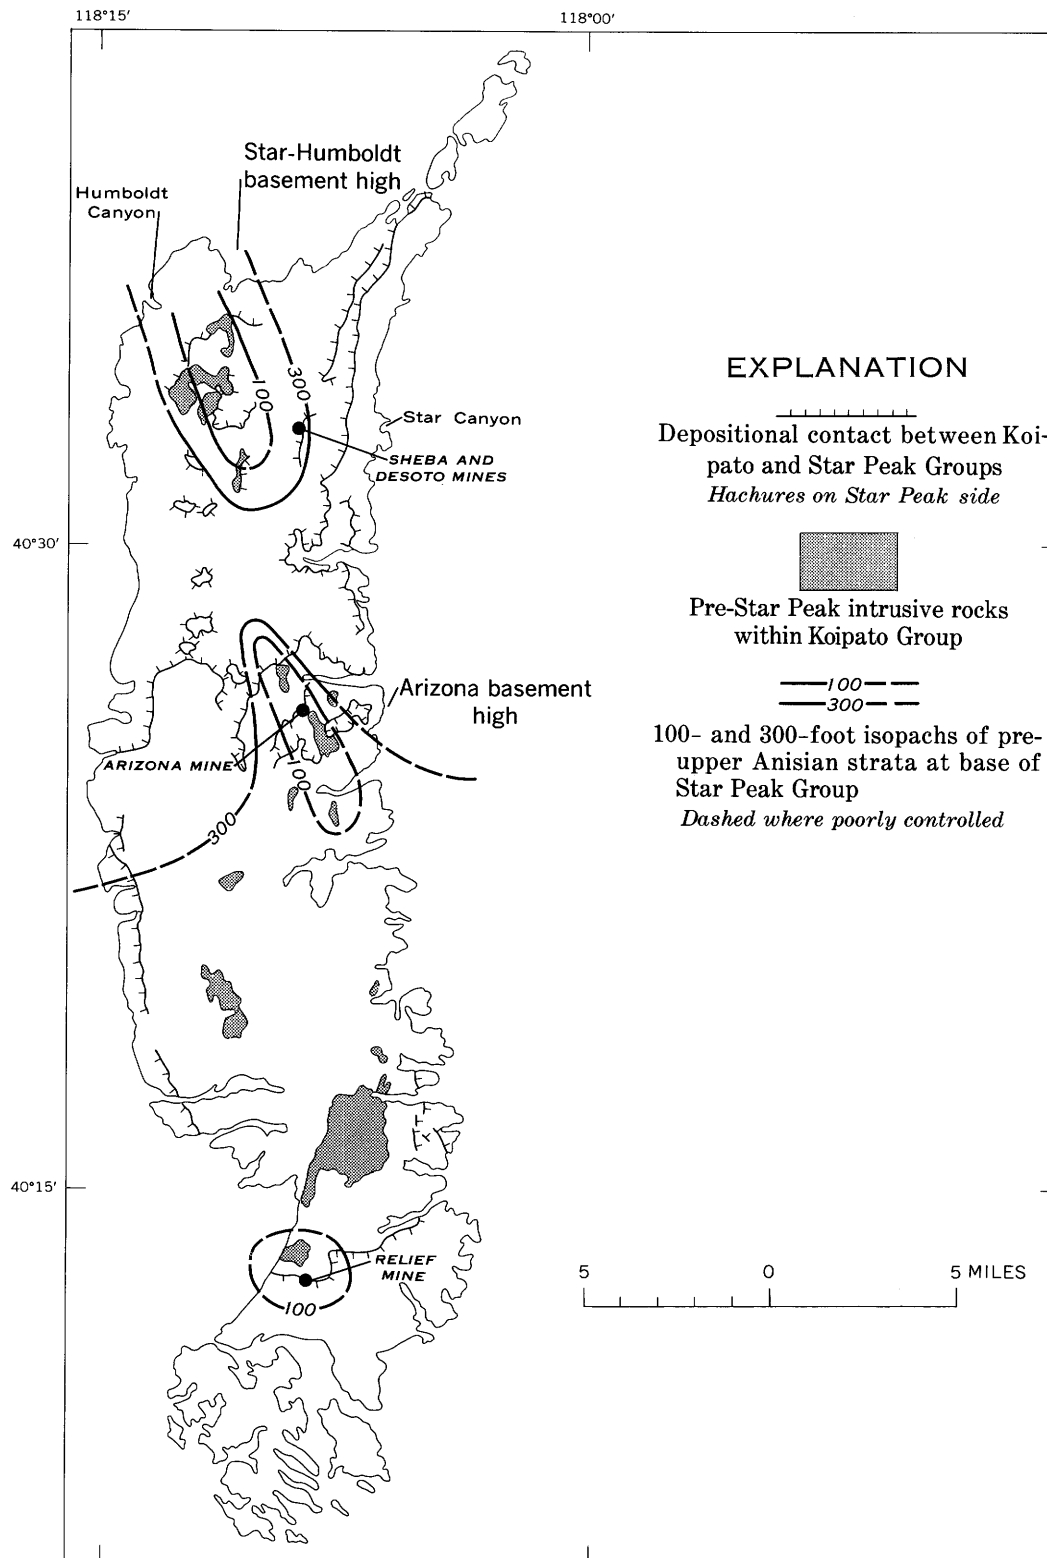 118°15'
118°00'
Star-Humboldt
basement high
Humboldt
Canyon
100
300
Star Canyon
SHEBA AND
DESOTO MINES
40°30'
Arizona basement
high
ARIZONA MINE
100
300
40°15'
RELIEF
MINE
100
EXPLANATION
Depositional contact between Koi-
pato and Star Peak Groups
Hachures on Star Peak side
Pre-Star Peak intrusive rocks
within Koipato Group
100
300
100- and 300-foot isopachs of pre-
upper Anisian strata at base of
Star Peak Group
Dashed where poorly controlled
5 0 5 MILES